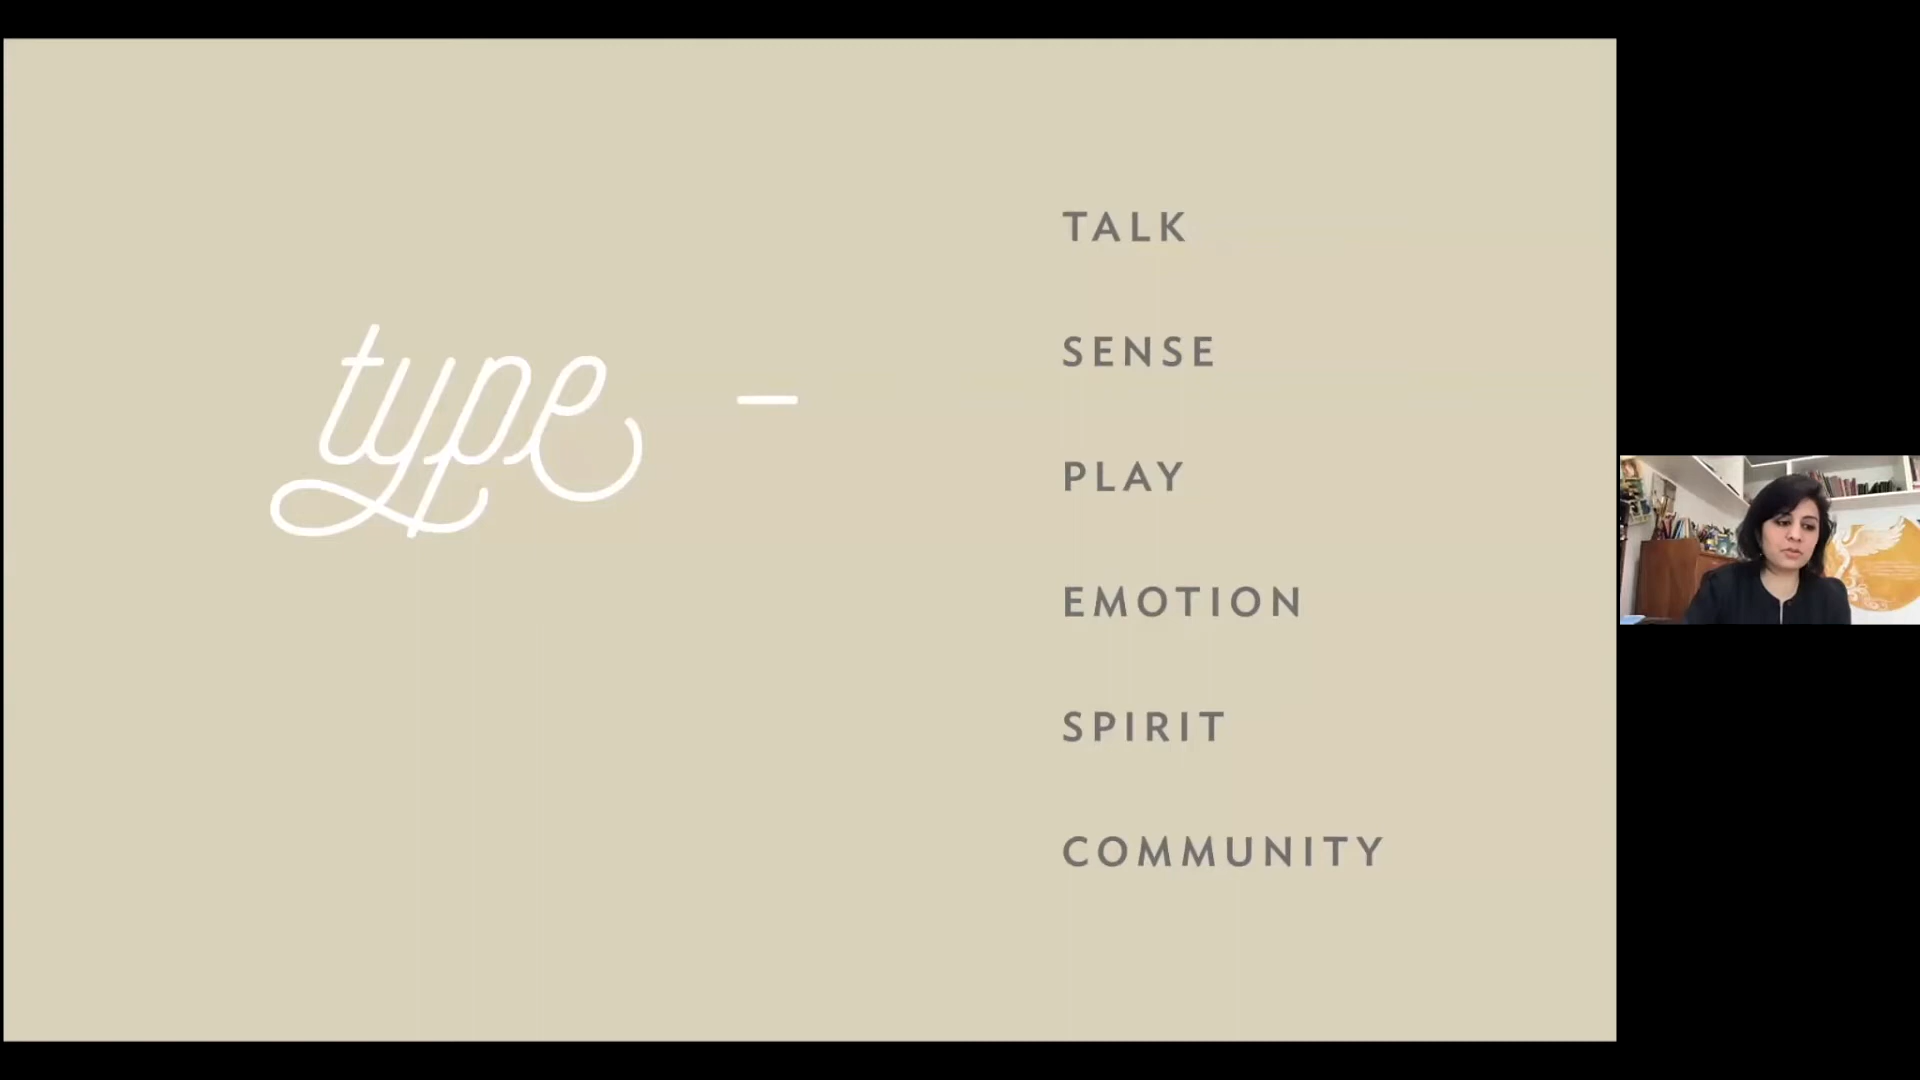 type –
TALK
SENSE
PLAY
EMOTION
SPIRIT
COMMUNITY